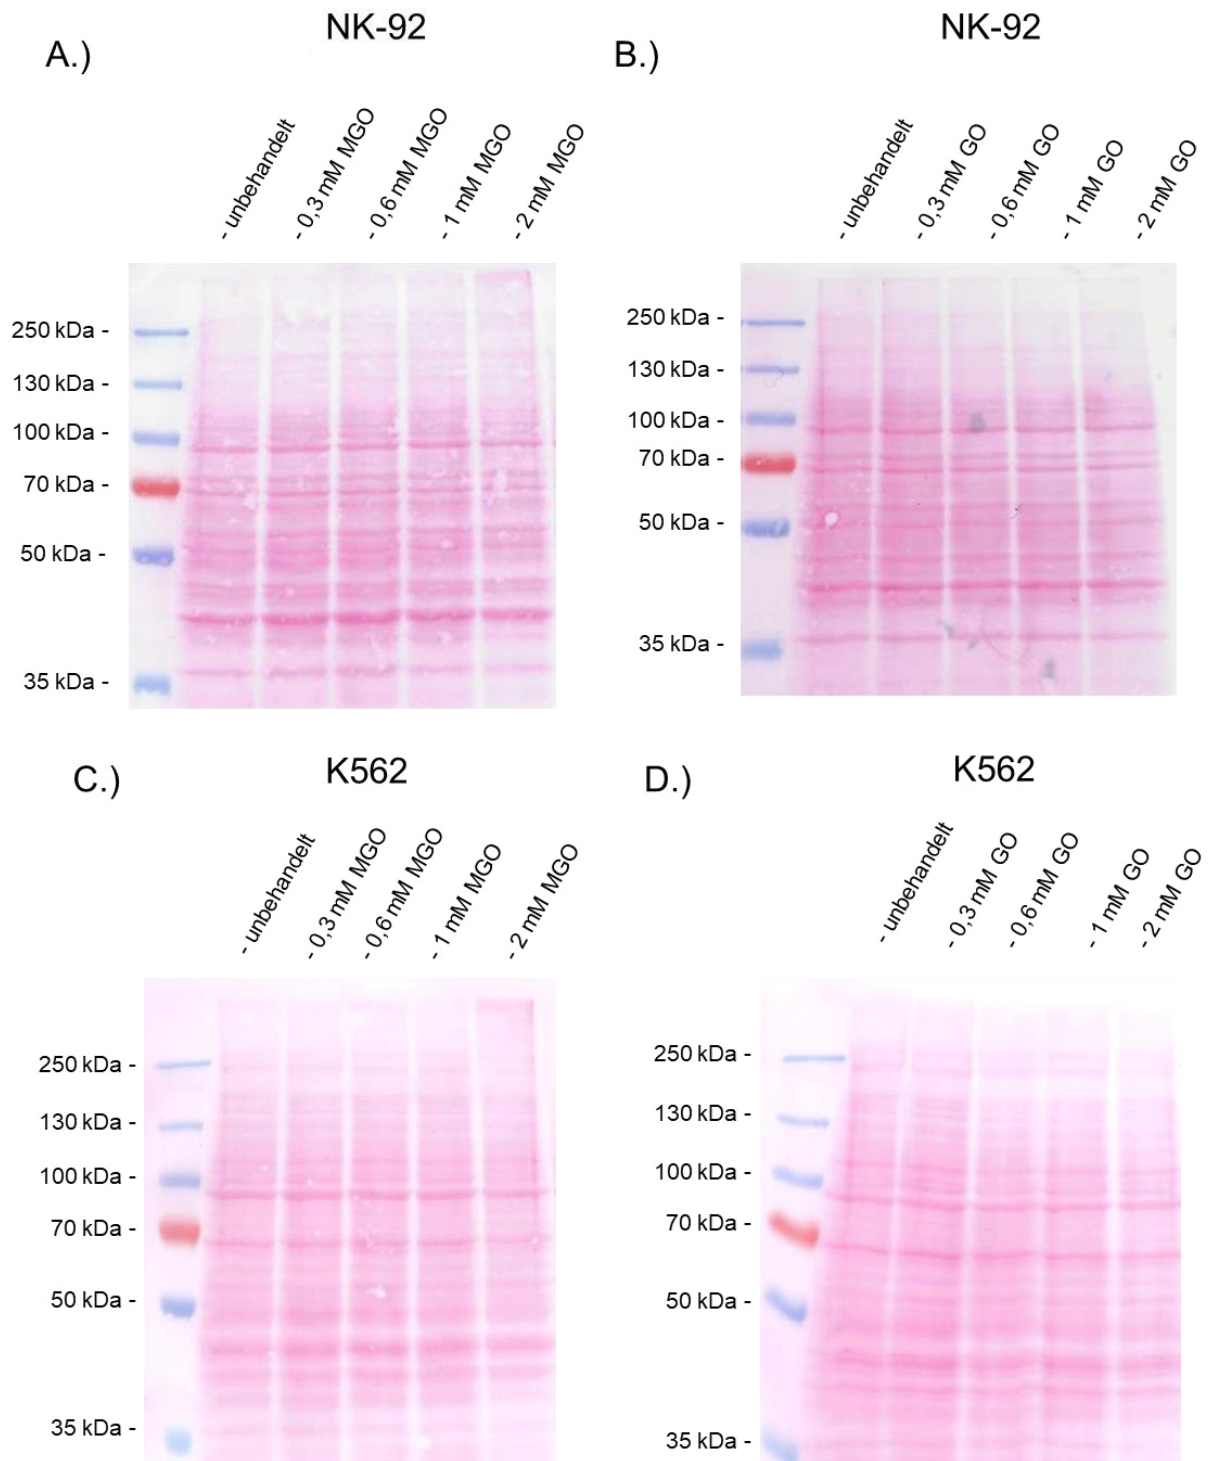 NK-92
A.)
- unbehandelt
- 0,3 mM MGO
- 0,6 mM MGO
- 1 mM MGO
- 2 mM MGO
250 kDa -
130 kDa -
100 kDa -
70 kDa -
50 kDa -
35 kDa -
NK-92
B.)
- unbehandelt
- 0,3 mM GO
- 0,6 mM GO
- 1 mM GO
- 2 mM GO
250 kDa -
130 kDa -
100 kDa -
70 kDa -
50 kDa -
35 kDa -
K562
C.)
- unbehandelt
- 0,3 mM MGO
- 0,6 mM MGO
- 1 mM MGO
- 2 mM MGO
250 kDa -
130 kDa -
100 kDa -
70 kDa -
50 kDa -
35 kDa -
K562
D.)
- unbehandelt
- 0,3 mM GO
- 0,6 mM GO
- 1 mM GO
- 2 mM GO
250 kDa -
130 kDa -
100 kDa -
70 kDa -
50 kDa -
35 kDa -